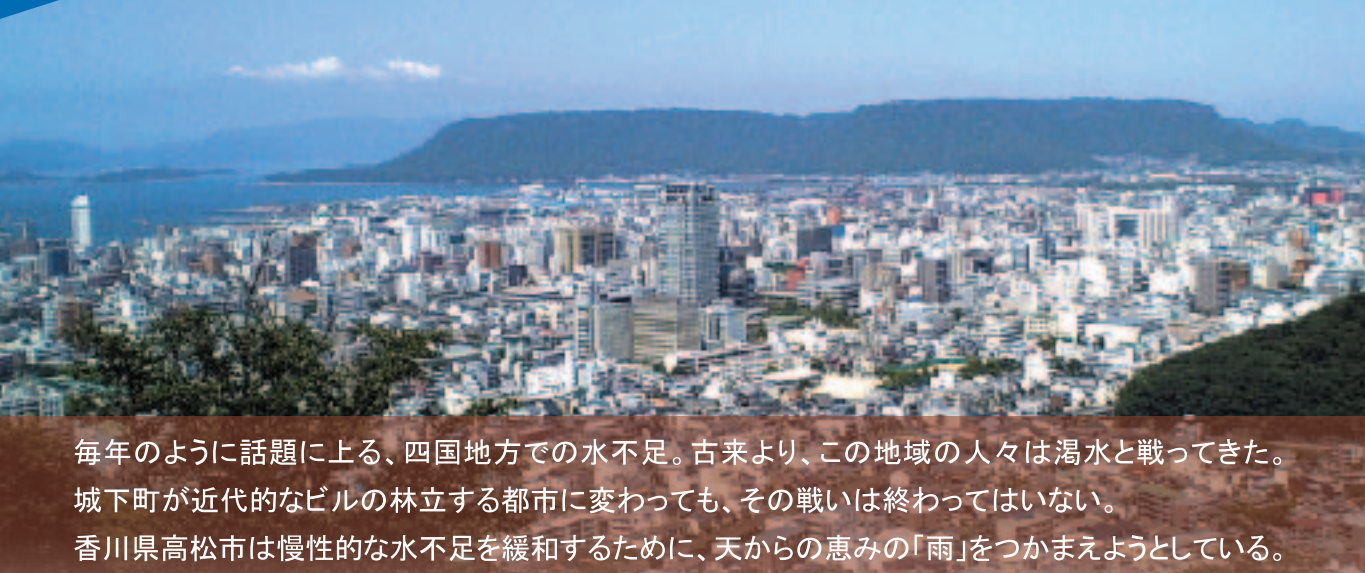 毎年のように話題に上る、四国地方での水不足。古来より、この地域の人々は渇水と戦ってきた。
城下町が近代的なビルの林立する都市に変わっても、その戦いは終わってはいない。
香川県高松市は慢性的な水不足を緩和するために、天からの恵みの「雨」をつかまえようとしている。